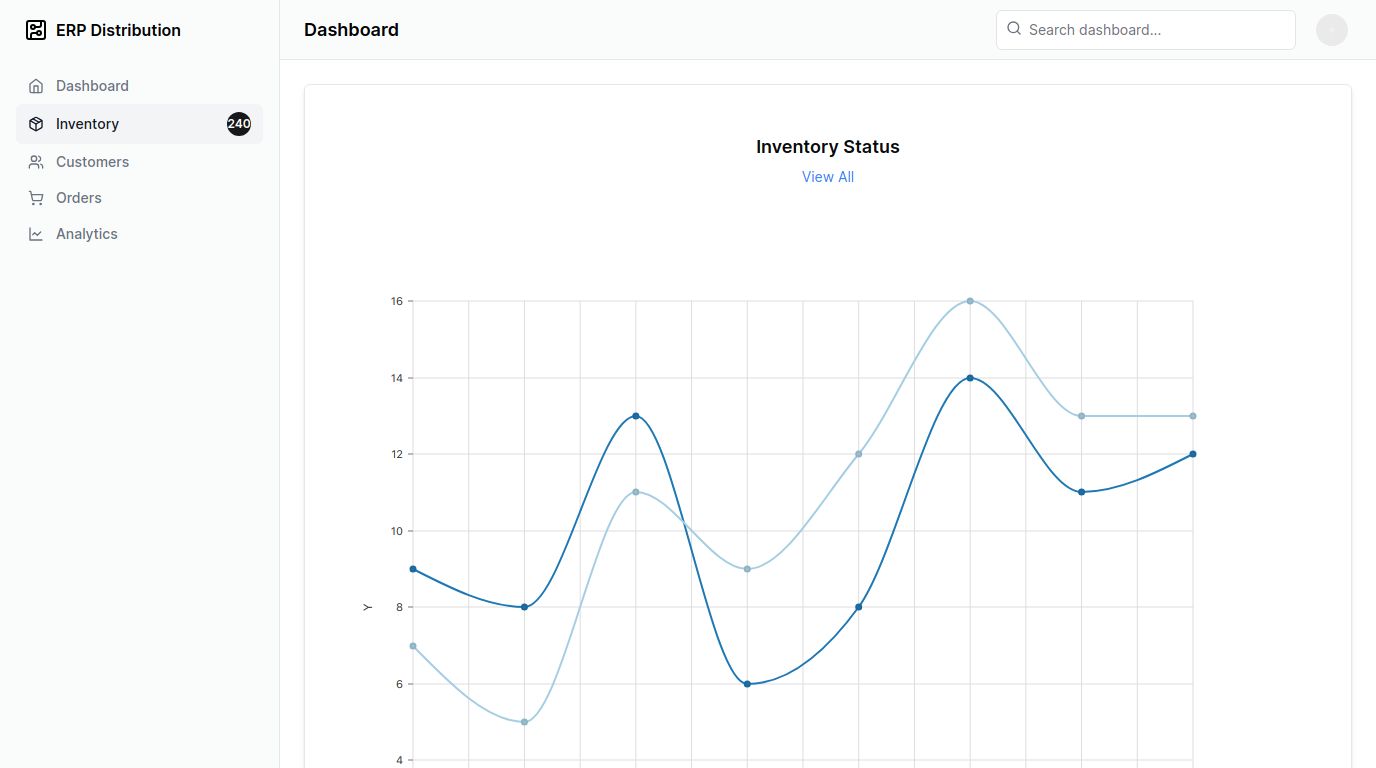 ERP Distribution
Dashboard
Inventory
240
Customers
Orders
Analytics
Dashboard
Search dashboard...
Inventory Status
View All
16
14
12
10
8
6
4
Y